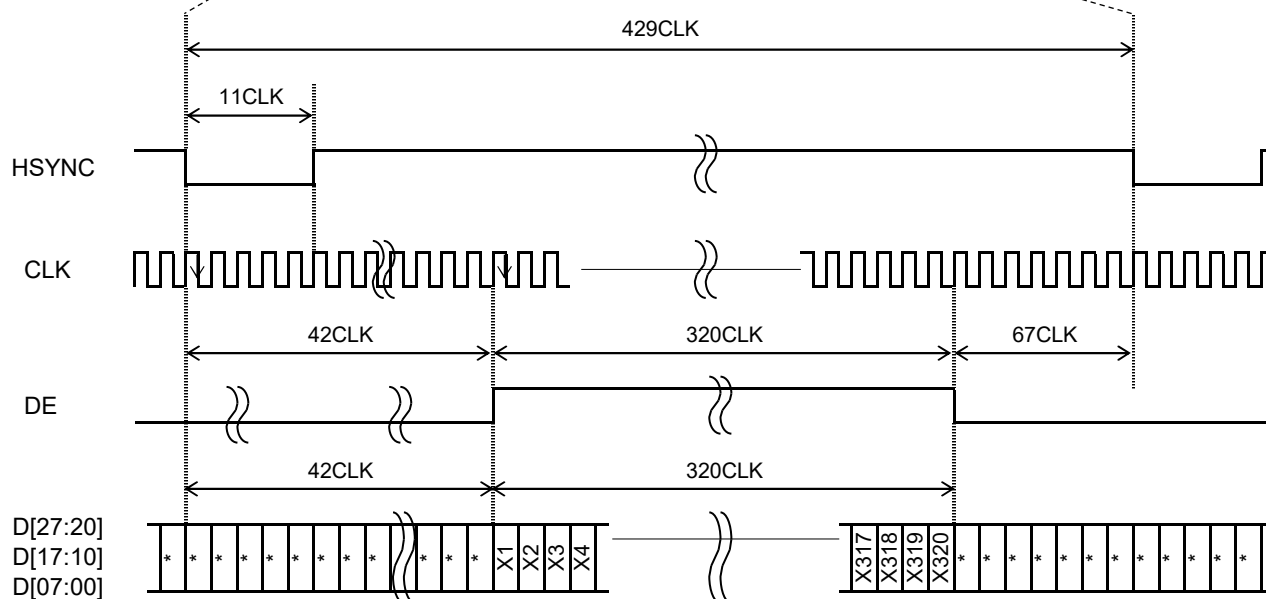 429CLK
11CLK
HSYNC
CLK
42CLK 320CLK 67CLK
DE
42CLK 320CLK
D[27:20]
D[17:10]
D[07:00]
* * * * * * * * * * * * X1 X2 X3 X4 X317 X318 X319 X320 * * * * * * * * * * * *